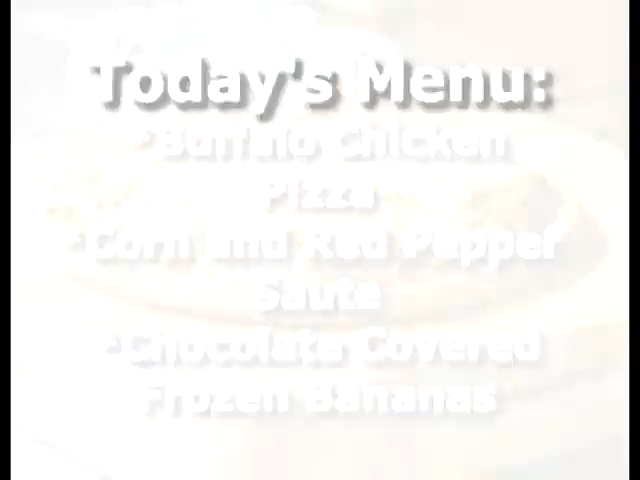 Today's Menu:
*Buffalo Chicken
Pizza
*Corn and Red Pepper
Saute
*Chocolate Covered
Frozen Bananas